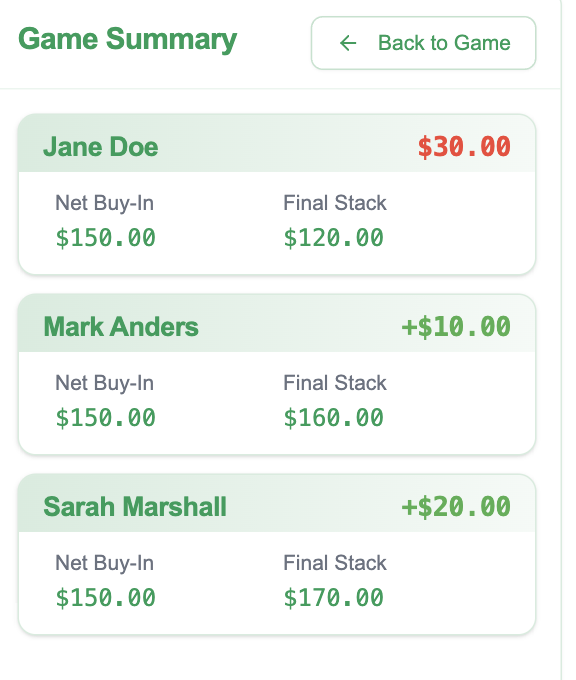 Game Summary
← Back to Game
Jane Doe $30.00
Net Buy-In Final Stack
$150.00 $120.00
Mark Anders +$10.00
Net Buy-In Final Stack
$150.00 $160.00
Sarah Marshall +$20.00
Net Buy-In Final Stack
$150.00 $170.00